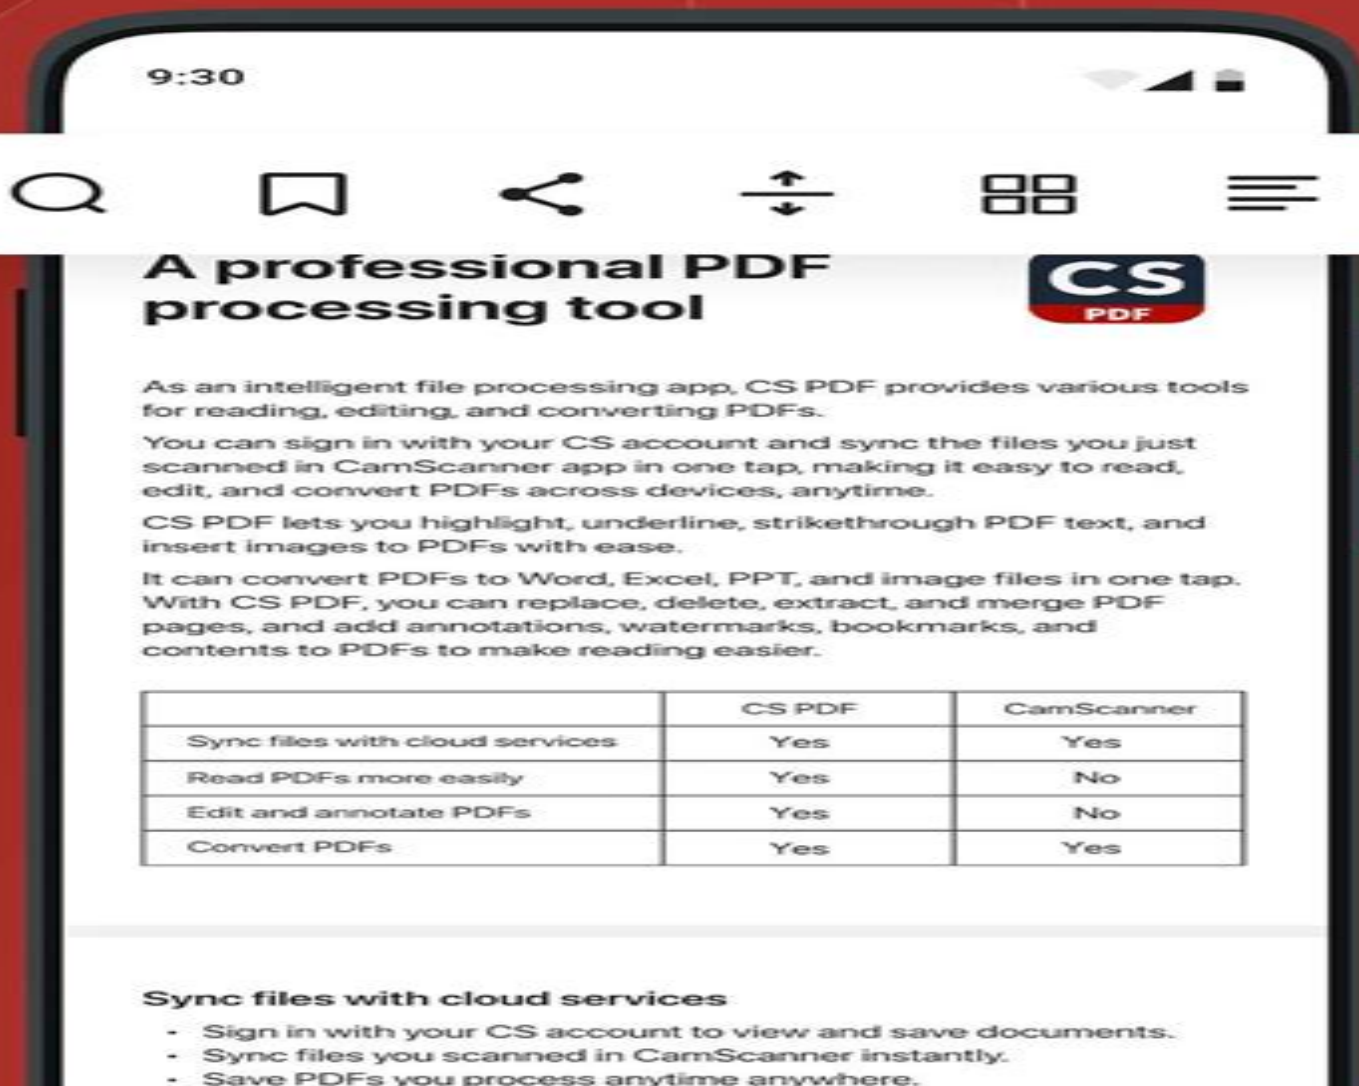 9:30
A professional PDF
processing tool
CS
PDF
As an intelligent file processing app, CS PDF provides various tools
for reading, editing, and converting PDFs.
You can sign in with your CS account and sync the files you just
scanned in CamScanner app in one tap, making it easy to read,
edit, and convert PDFs across devices, anytime.
CS PDF lets you highlight, underline, strikethrough PDF text, and
insert images to PDFs with ease.
It can convert PDFs to Word, Excel, PPT, and image files in one tap.
With CS PDF, you can replace, delete, extract, and merge PDF
pages, and add annotations, watermarks, bookmarks, and
contents to PDFs to make reading easier.
CS PDF CamScanner
Sync files with cloud services Yes Yes
Read PDFs more easily Yes No
Edit and annotate PDFs Yes No
Convert PDFs Yes Yes
Sync files with cloud services
- Sign in with your CS account to view and save documents.
- Sync files you scanned in CamScanner instantly.
- Save PDFs you process anytime anywhere.